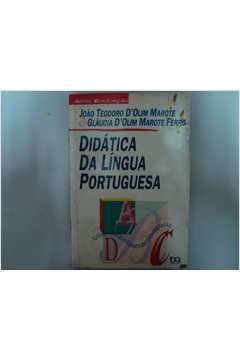 JOÃO TEODORO D'OLIM MAROTE
GLÁUCIA D'OLIM MAROTE FERRO
DIDÁTICA
DA LÍNGUA
PORTUGUESA
A
D
C